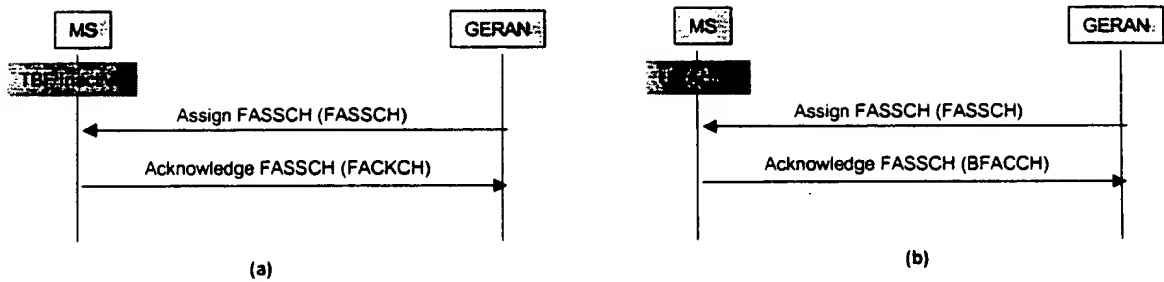 MS
GERAN
Assign FASSCH (FASSCH)
Acknowledge FASSCH (FACKCH)
(a)
MS
GERAN
Assign FASSCH (FASSCH)
Acknowledge FASSCH (BFACCH)
(b)